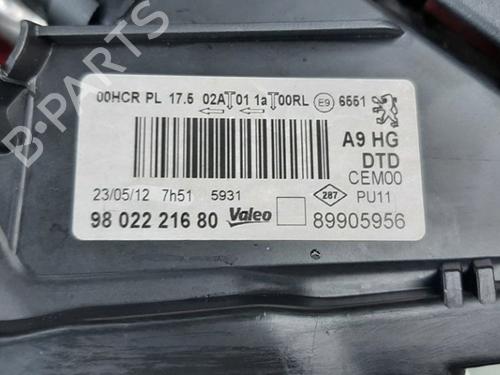 B-PARTS
00HCR PL 17.5 02A 01 1a 00RL E9 6551
A9 HG
DTD
CEM00
23/05/12 7h51 5931 287 PU11
98 022 216 80 Valeo 89905956